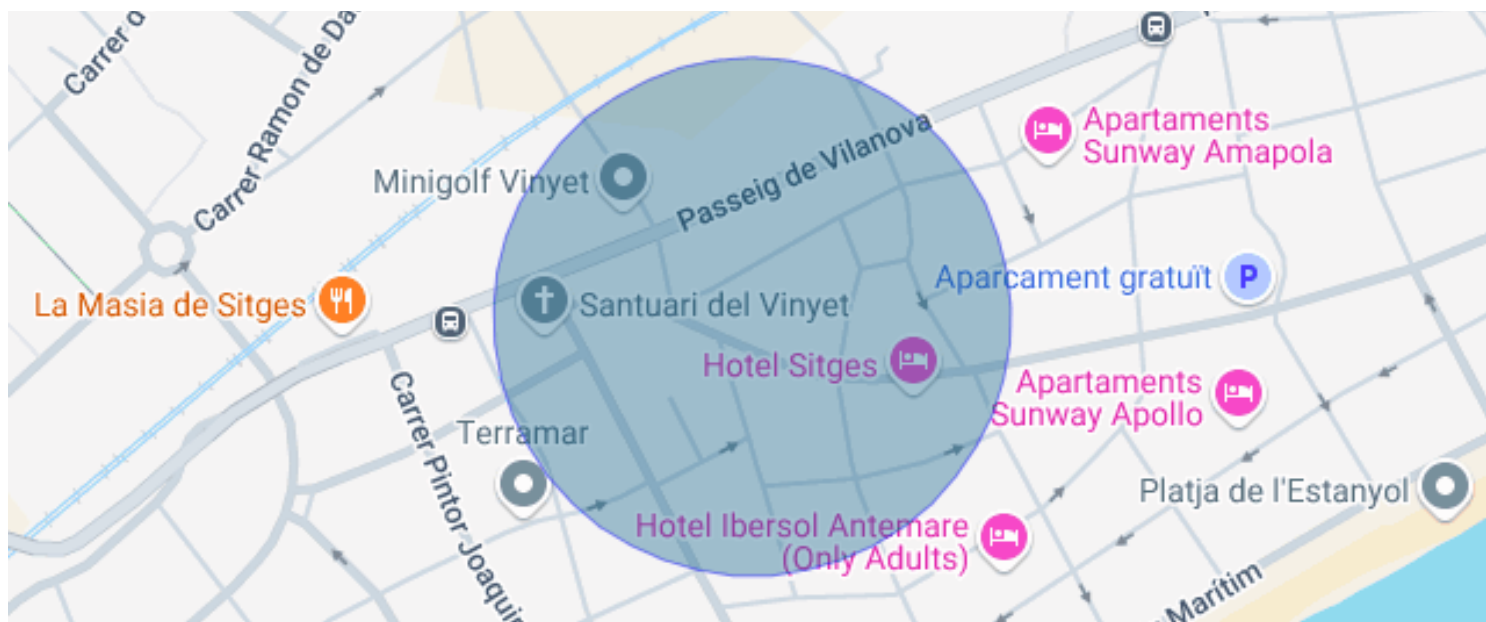 Carrer d
Carrer Ramon de Da
Minigolf Vinyet
Passeig de Vilanova
Apartaments
Sunway Amapola
La Masia de Sitges
Santuari del Vinyet
Aparcament gratuït
P
Hotel Sitges
Apartaments
Sunway Apollo
Carrer Pintor Joaqui
Terramar
Platja de l'Estanyol
Hotel Ibersol Antemare
(Only Adults)
Marítim